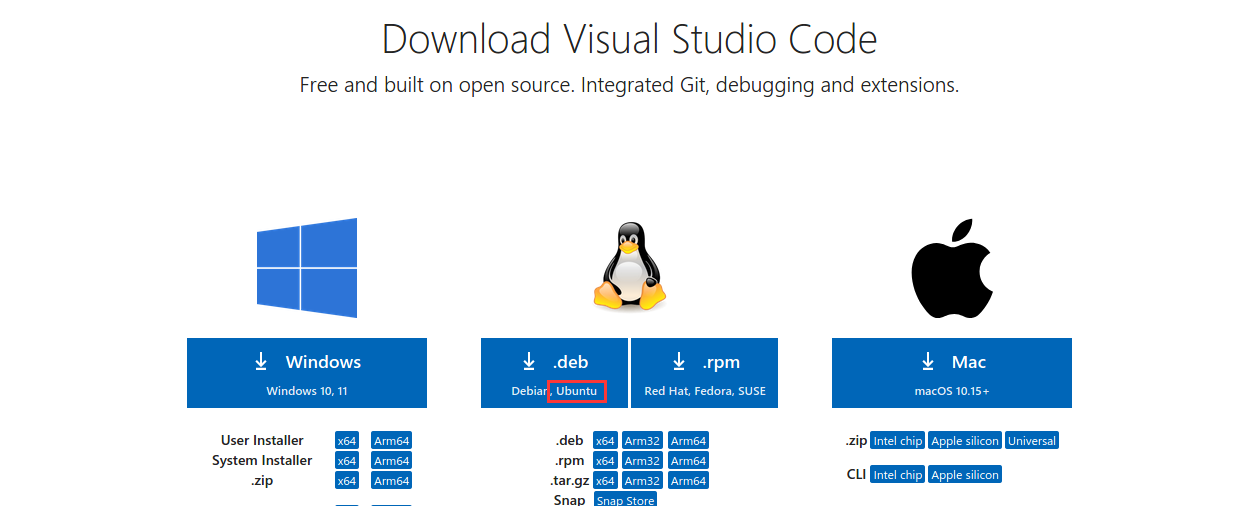 Download Visual Studio Code
Free and built on open source. Integrated Git, debugging and extensions.
Windows
Windows 10, 11
User Installer x64 Arm64
System Installer x64 Arm64
.zip x64 Arm64
.deb
Debian, Ubuntu
.rpm
Red Hat, Fedora, SUSE
.deb x64 Arm32 Arm64
.rpm x64 Arm32 Arm64
.tar.gz x64 Arm32 Arm64
Snap Snap Store
Mac
macOS 10.15+
.zip Intel chip Apple silicon Universal
CLI Intel chip Apple silicon